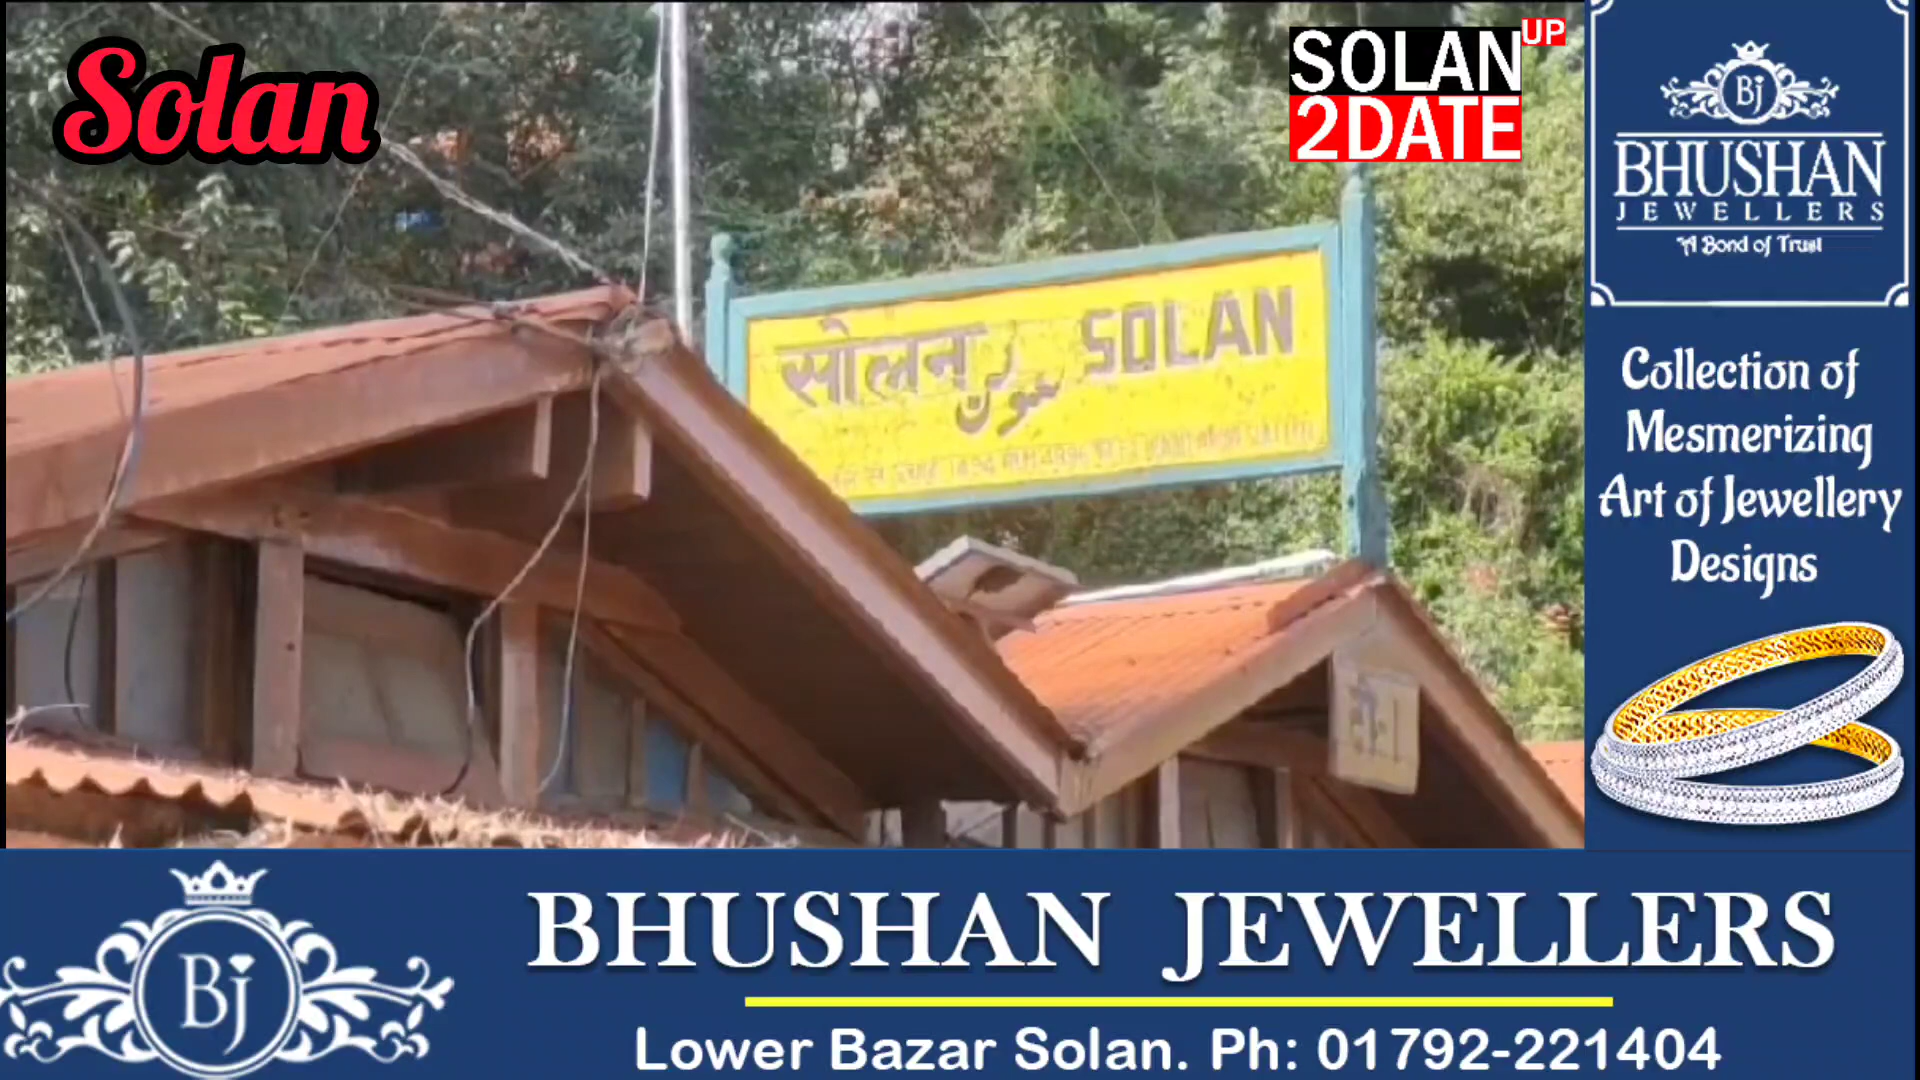 Solan
SOLAN UP
2DATE
सोलन سولن SOLAN
Bj
BHUSHAN
JEWELLERS
"A Bond of Trust
Collection of
Mesmerizing
Art of Jewellery
Designs
Bj
BHUSHAN JEWELLERS
Lower Bazar Solan. Ph: 01792-221404